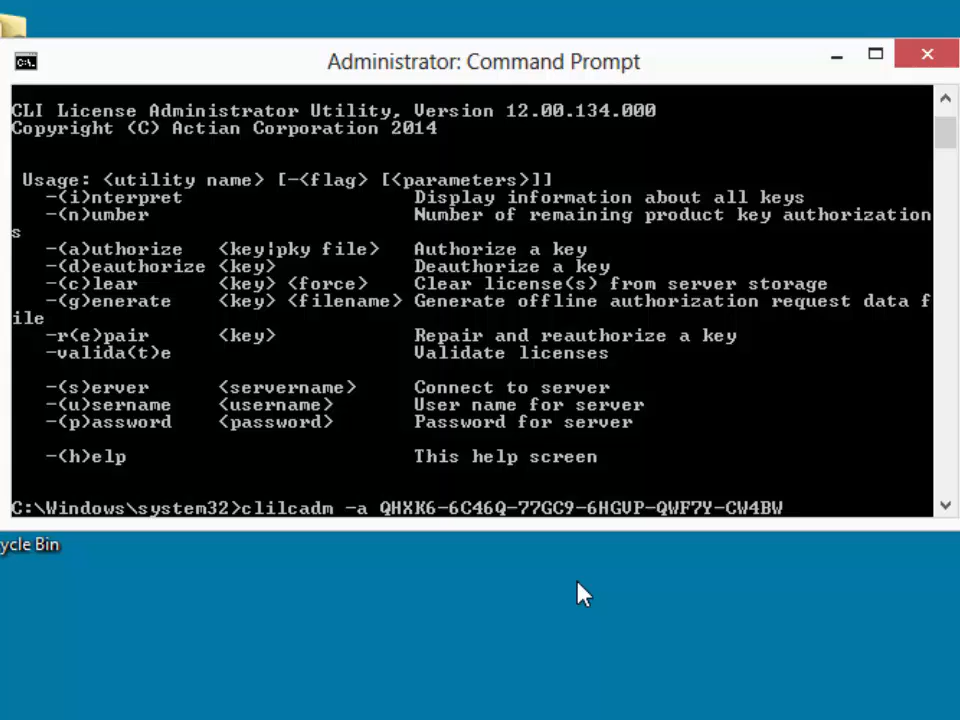 Administrator: Command Prompt
CLI License Administrator Utility, Version 12.00.134.000
Copyright (C) Actian Corporation 2014
Usage: <utility name> [-<flag> [<parameters>]]
-(i)nterpret Display information about all keys
-(n)umber Number of remaining product key authorization
s
-(a)uthorize <key|pky file> Authorize a key
-(d)eauthorize <key> Deauthorize a key
-(c)lear <key> <force> Clear license(s) from server storage
-(g)enerate <key> <filename> Generate offline authorization request data f
ile
-r(e)pair <key> Repair and reauthorize a key
-valida(t)e Validate licenses
-(s)erver <servername> Connect to server
-(u)sername <username> User name for server
-(p)assword <password> Password for server
-(h)elp This help screen
C:\Windows\system32>clilcadm -a QHXK6-6C46Q-77GC9-6HGVP-QWF7Y-CW4BW
ycle Bin